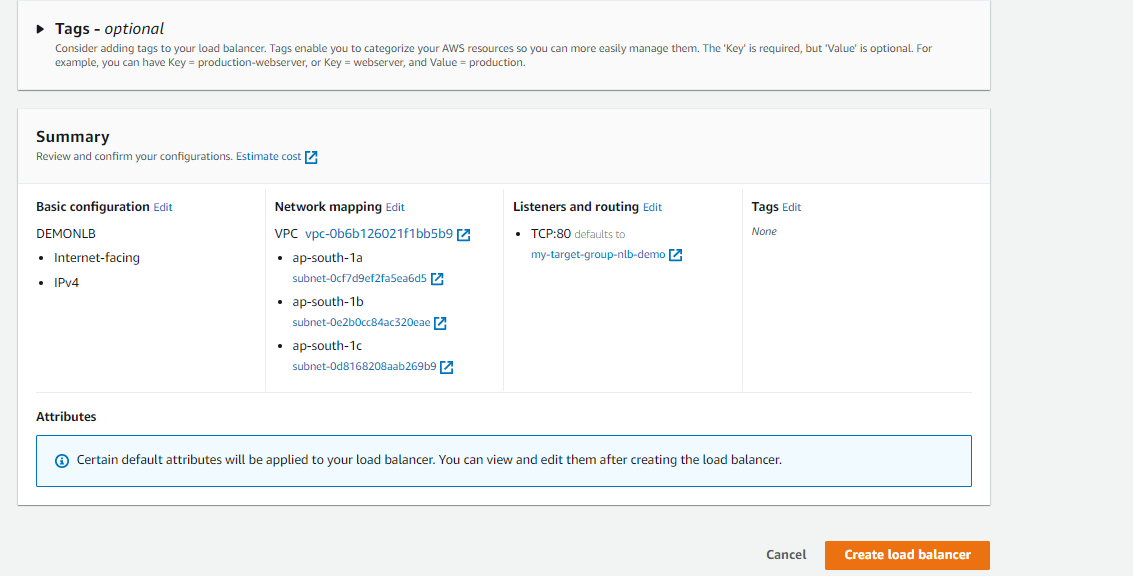 Tags - optional
Consider adding tags to your load balancer. Tags enable you to categorize your AWS resources so you can more easily manage them. The 'Key' is required, but 'Value' is optional. For
example, you can have Key = production-webserver, or Key = webserver, and Value = production.
Summary
Review and confirm your configurations. Estimate cost
Basic configuration Edit
DEMONLB
• Internet-facing
• IPv4
Network mapping Edit
VPC vpc-0b6b126021f1bb5b9
• ap-south-1a
subnet-0cf7d9ef2fa5ea6d5
• ap-south-1b
subnet-0e2b0cc84ac320eae
• ap-south-1c
subnet-0d8168208aab269b9
Listeners and routing Edit
• TCP:80 defaults to
my-target-group-nlb-demo
Tags Edit
None
Attributes
Certain default attributes will be applied to your load balancer. You can view and edit them after creating the load balancer.
Cancel
Create load balancer